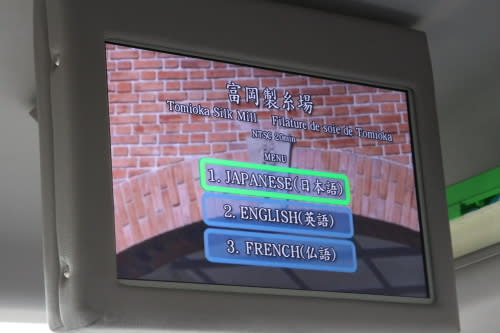 富岡製糸場
Tomioka Silk Mill Filature de soie de Tomioka
NTSC 20min
MENU
1. JAPANESE(日本語)
2. ENGLISH(英語)
3. FRENCH(仏語)